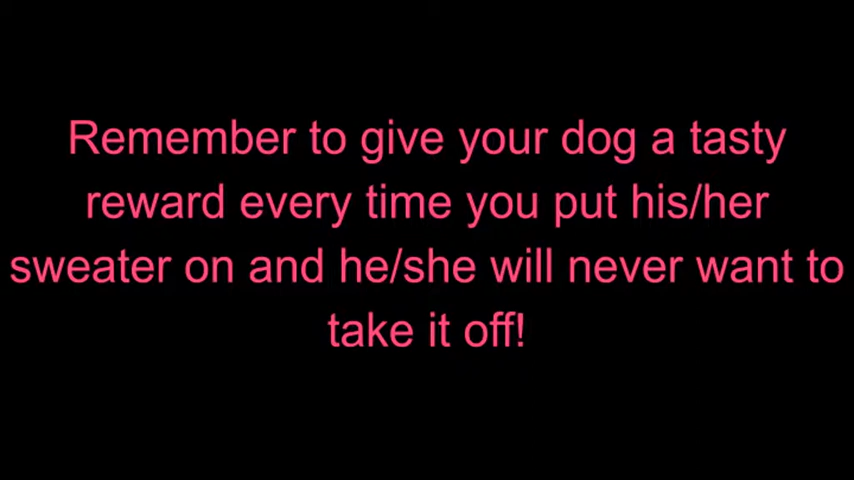 Remember to give your dog a tasty
reward every time you put his/her
sweater on and he/she will never want to
take it off!